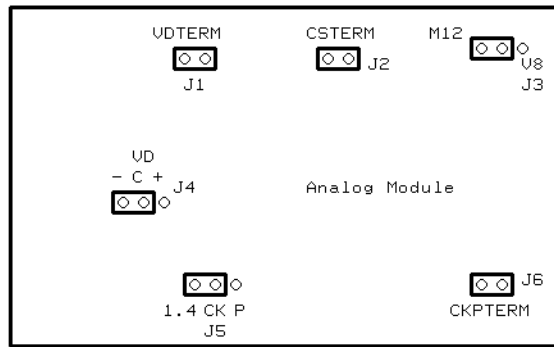 VDTERM
J1
CSTERM
J2
M12
V8
J3
VD
- C +
J4
Analog Module
1.4 CK P
J5
J6
CKPTERM